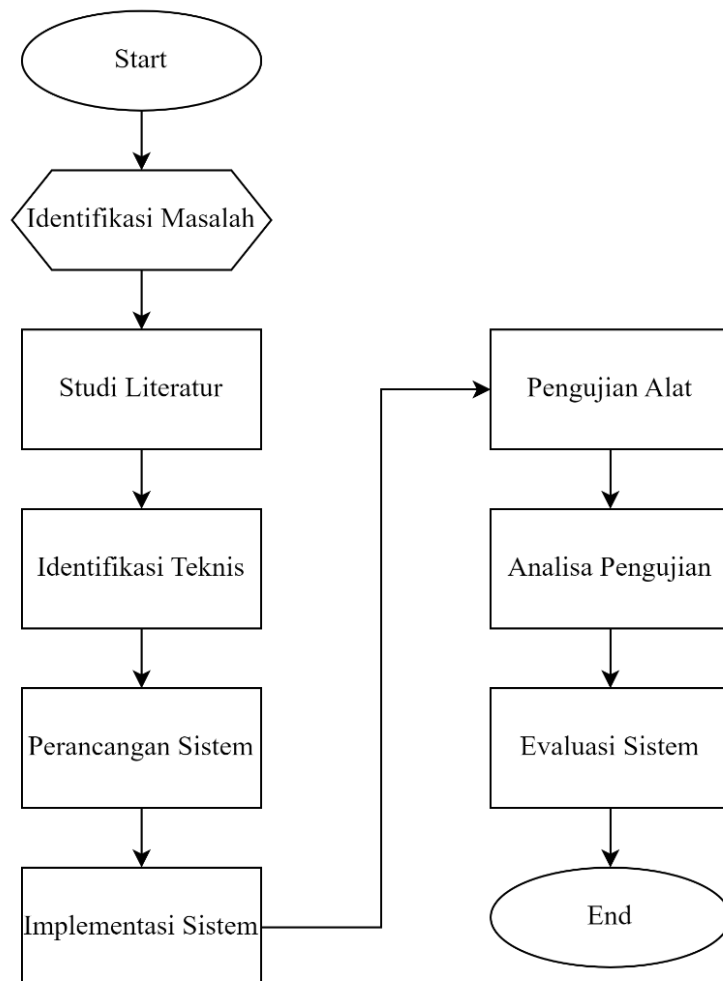 Start
Identifikasi Masalah
Studi Literatur
Identifikasi Teknis
Perancangan Sistem
Implementasi Sistem
Pengujian Alat
Analisa Pengujian
Evaluasi Sistem
End